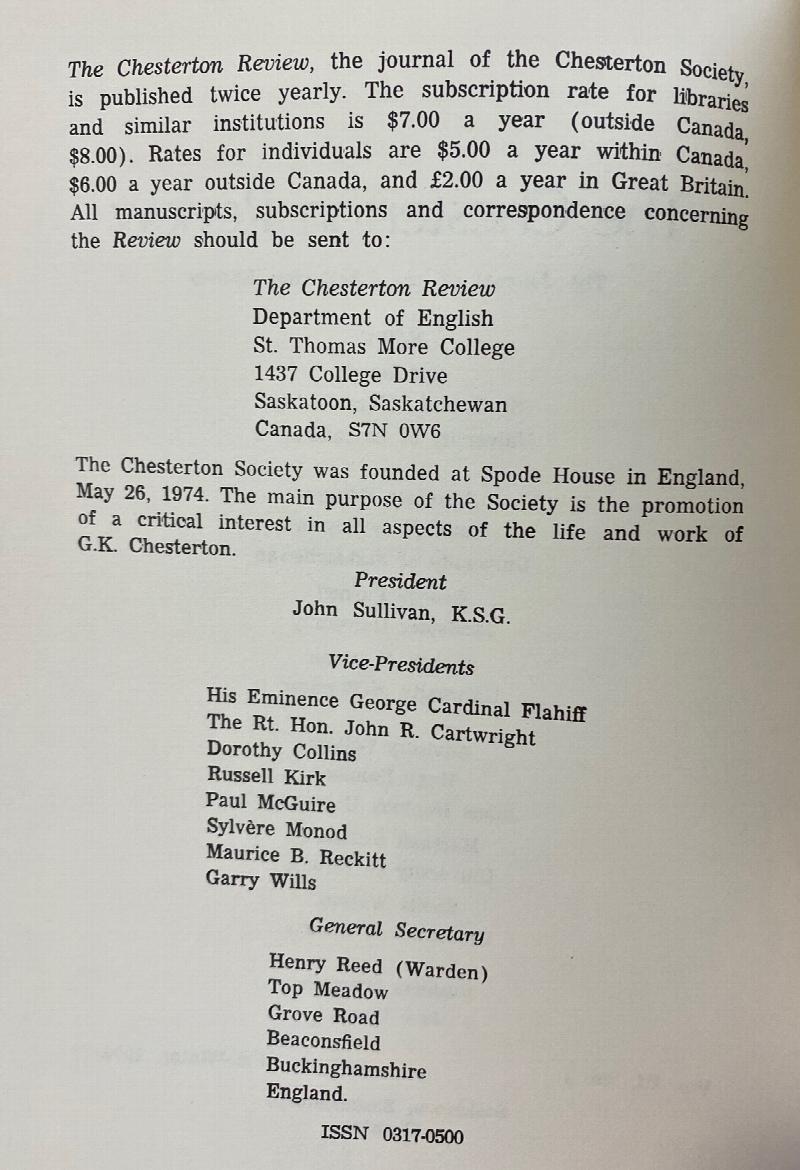 The Chesterton Review, the journal of the Chesterton Society,
is published twice yearly. The subscription rate for libraries
and similar institutions is $7.00 a year (outside Canada,
$8.00). Rates for individuals are $5.00 a year within Canada,
$6.00 a year outside Canada, and £2.00 a year in Great Britain.
All manuscripts, subscriptions and correspondence concerning
the Review should be sent to:
The Chesterton Review
Department of English
St. Thomas More College
1437 College Drive
Saskatoon, Saskatchewan
Canada, S7N 0W6
The Chesterton Society was founded at Spode House in England,
May 26, 1974. The main purpose of the Society is the promotion
of a critical interest in all aspects of the life and work of
G.K. Chesterton.
President
John Sullivan, K.S.G.
Vice-Presidents
His Eminence George Cardinal Flahiff
The Rt. Hon. John R. Cartwright
Dorothy Collins
Russell Kirk
Paul McGuire
Sylvère Monod
Maurice B. Reckitt
Garry Wills
General Secretary
Henry Reed (Warden)
Top Meadow
Grove Road
Beaconsfield
Buckinghamshire
England.
ISSN 0317-0500